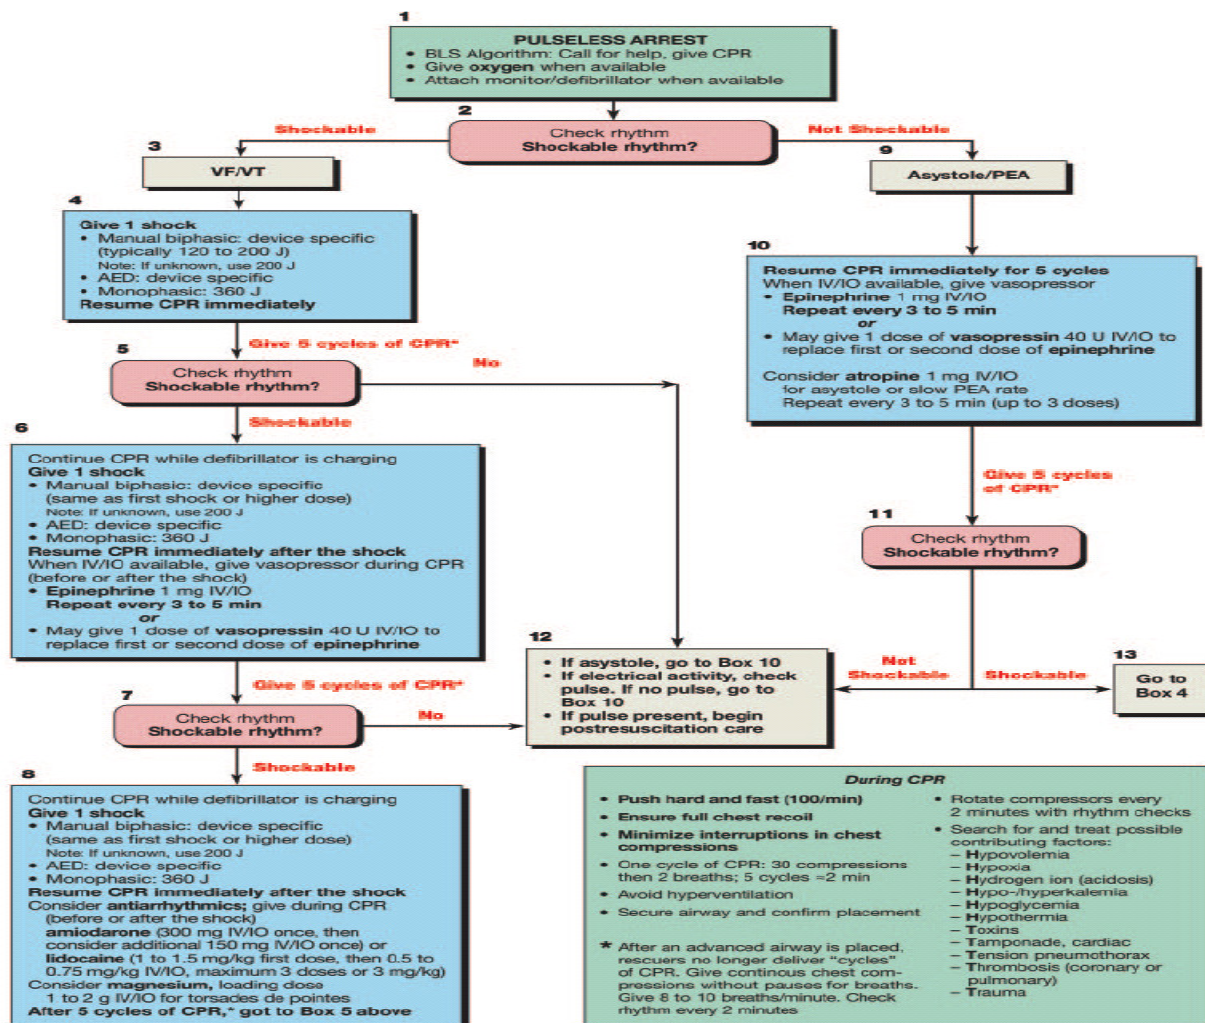 1
PULSELESS ARREST
• BLS Algorithm: Call for help, give CPR
• Give oxygen when available
• Attach monitor/defibrillator when available
2
Shockable
Check rhythm
Shockable rhythm?
Not Shockable
3
VF/VT
9
Asystole/PEA
4
Give 1 shock
• Manual biphasic: device specific
(typically 120 to 200 J)
Note: If unknown, use 200 J
• AED: device specific
• Monophasic: 360 J
Resume CPR immediately
10
Resume CPR immediately for 5 cycles
When IV/IO available, give vasopressor
• Epinephrine 1 mg IV/IO
Repeat every 3 to 5 min
or
• May give 1 dose of vasopressin 40 U IV/IO to
replace first or second dose of epinephrine
Consider atropine 1 mg IV/IO
for asystole or slow PEA rate
Repeat every 3 to 5 min (up to 3 doses)
Give 5 cycles of CPR*
5
Check rhythm
Shockable rhythm?
No
Shockable
6
Continue CPR while defibrillator is charging
Give 1 shock
• Manual biphasic: device specific
(same as first shock or higher dose)
Note: If unknown, use 200 J
• AED: device specific
• Monophasic: 360 J
Resume CPR immediately after the shock
When IV/IO available, give vasopressor during CPR
(before or after the shock)
• Epinephrine 1 mg IV/IO
Repeat every 3 to 5 min
or
• May give 1 dose of vasopressin 40 U IV/IO to
replace first or second dose of epinephrine
Give 5 cycles
of CPR*
11
Check rhythm
Shockable rhythm?
Not
Shockable
Shockable
12
• If asystole, go to Box 10
• If electrical activity, check
pulse. If no pulse, go to
Box 10
• If pulse present, begin
postresuscitation care
13
Go to
Box 4
Give 5 cycles of CPR*
7
Check rhythm
Shockable rhythm?
No
Shockable
8
Continue CPR while defibrillator is charging
Give 1 shock
• Manual biphasic: device specific
(same as first shock or higher dose)
Note: If unknown, use 200 J
• AED: device specific
• Monophasic: 360 J
Resume CPR immediately after the shock
Consider antiarrhythmics; give during CPR
(before or after the shock)
amiodarone (300 mg IV/IO once, then
consider additional 150 mg IV/IO once) or
lidocaine (1 to 1.5 mg/kg first dose, then 0.5 to
0.75 mg/kg IV/IO, maximum 3 doses or 3 mg/kg)
Consider magnesium, loading dose
1 to 2 g IV/IO for torsades de pointes
After 5 cycles of CPR,* got to Box 5 above
During CPR
• Push hard and fast (100/min)
• Ensure full chest recoil
• Minimize interruptions in chest
compressions
• One cycle of CPR: 30 compressions
then 2 breaths; 5 cycles ≈2 min
• Avoid hyperventilation
• Secure airway and confirm placement
* After an advanced airway is placed,
rescuers no longer deliver “cycles”
of CPR. Give continous chest com-
pressions without pauses for breaths.
Give 8 to 10 breaths/minute. Check
rhythm every 2 minutes
• Rotate compressors every
2 minutes with rhythm checks
• Search for and treat possible
contributing factors:
– Hypovolemia
– Hypoxia
– Hydrogen ion (acidosis)
– Hypo-/hyperkalemia
– Hypoglycemia
– Hypothermia
– Toxins
– Tamponade, cardiac
– Tension pneumothorax
– Thrombosis (coronary or
pulmonary)
– Trauma